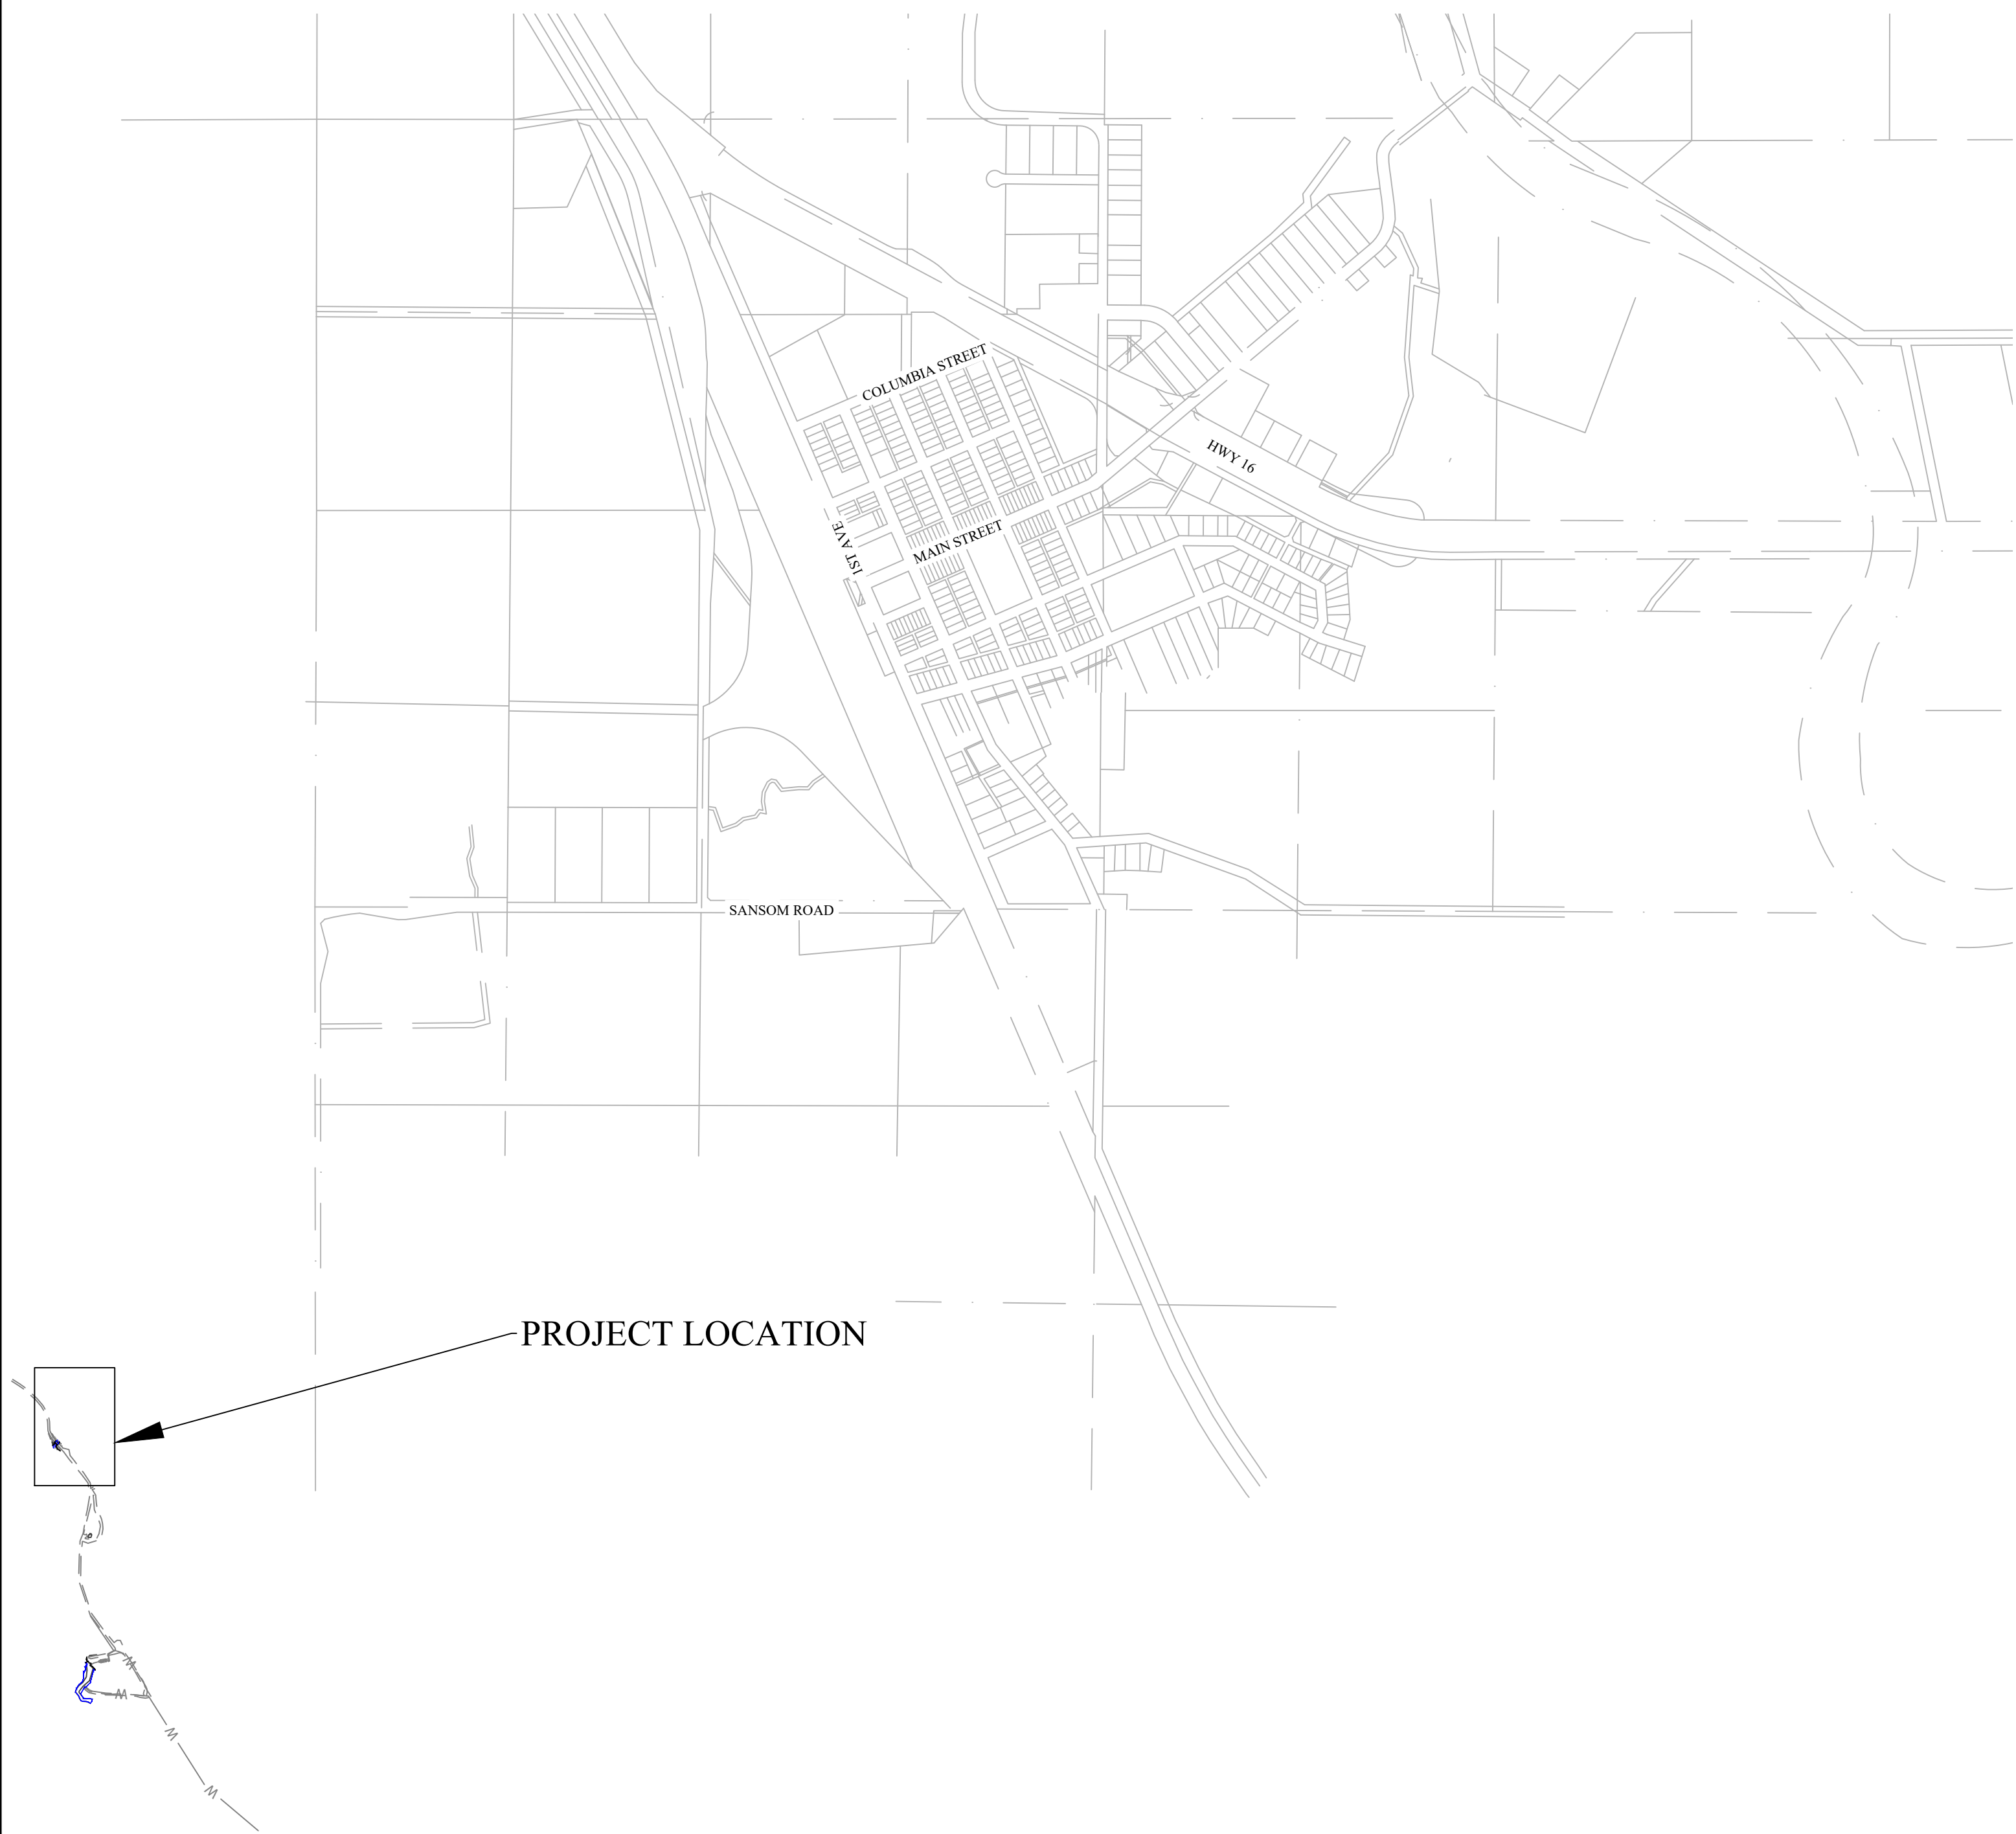 COLUMBIA STREET
HWY 16
1ST AVE
MAIN STREET
SANSOM ROAD
PROJECT LOCATION
W
W
W
W